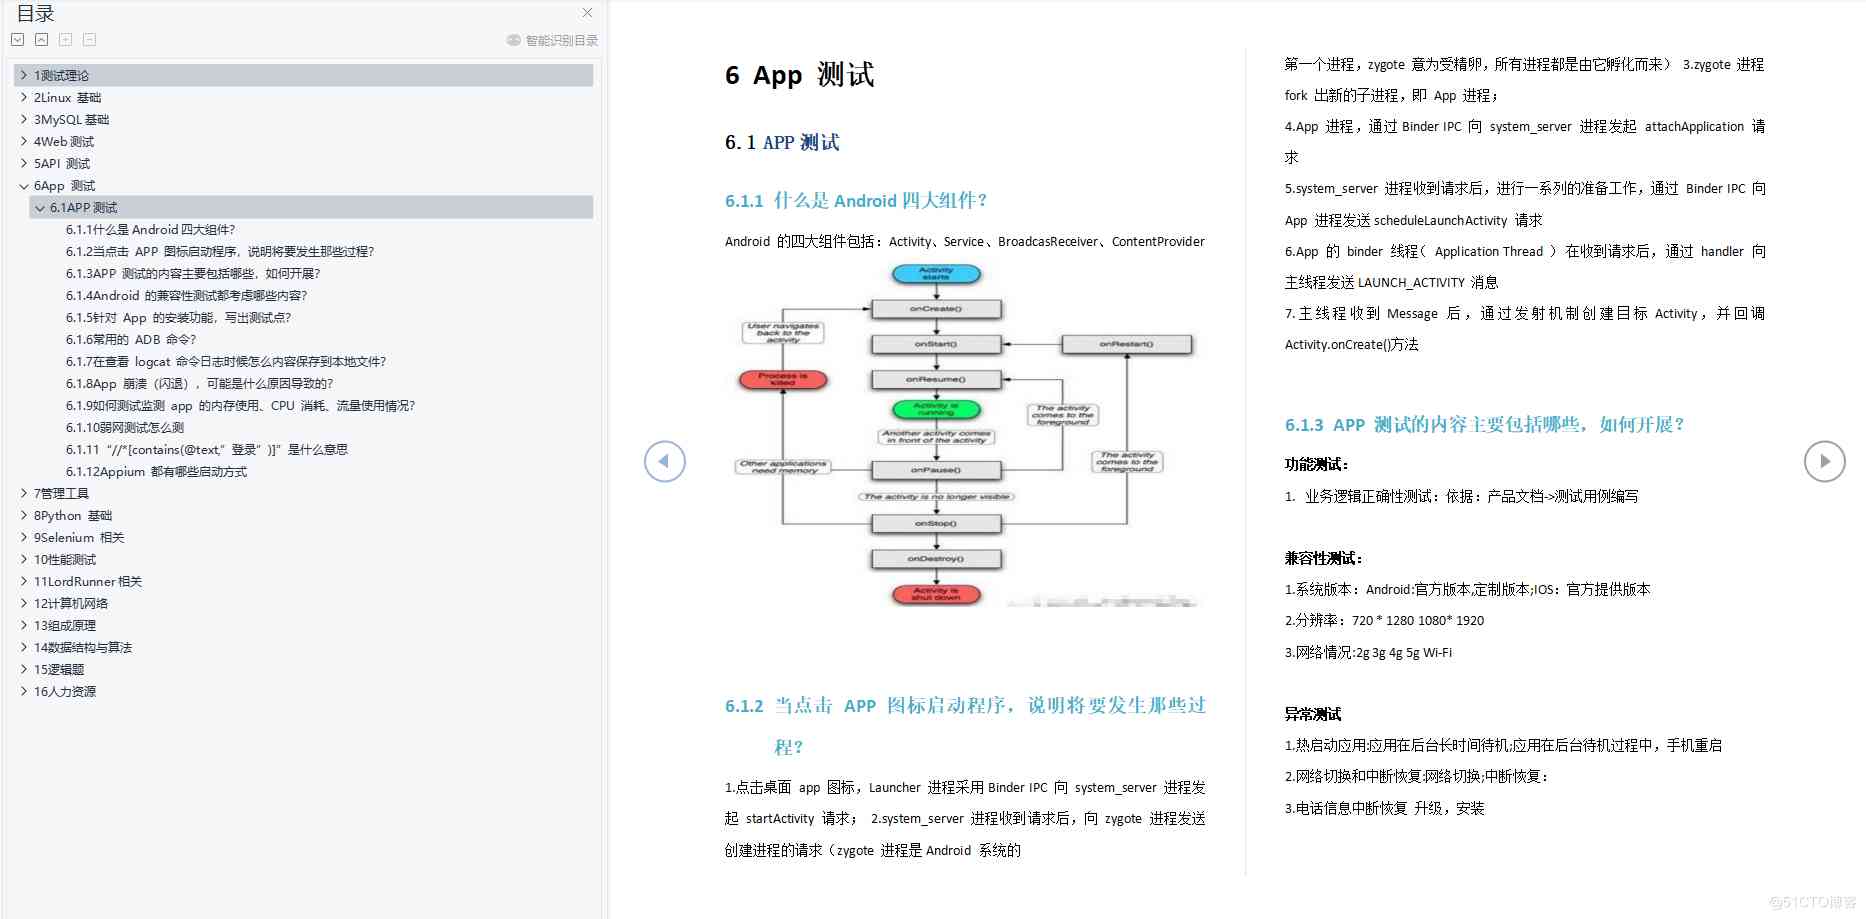 目录
智能识别目录
1测试理论
2Linux 基础
3MySQL 基础
4Web 测试
5API 测试
6App 测试
6.1APP 测试
6.1.1什么是 Android 四大组件？
6.1.2当点击 APP 图标启动程序，说明将要发生那些过程？
6.1.3APP 测试的内容主要包括哪些，如何开展？
6.1.4Android 的兼容性测试都考虑哪些内容？
6.1.5针对 App 的安装功能，写出测试点？
6.1.6常用的 ADB 命令？
6.1.7在查看 logcat 命令日志时候怎么内容保存到本地文件？
6.1.8App 崩溃（闪退），可能是什么原因导致的？
6.1.9如何测试监测 app 的内存使用、CPU 消耗、流量使用情况？
6.1.10弱网测试怎么测
6.1.11“//*[contains(@text,”登录”)]”是什么意思
6.1.12Appium 都有哪些启动方式
7管理工具
8Python 基础
9Selenium 相关
10性能测试
11LordRunner 相关
12计算机网络
13组成原理
14数据结构与算法
15逻辑题
16人力资源
6 App 测试
6.1 APP 测试
6.1.1 什么是 Android 四大组件？
Android 的四大组件包括：Activity、Service、BroadcasReceiver、ContentProvider
Activity
starts
onCreate()
User navigates
back to the
activity
onStart()
onRestart()
Process is
killed
onResume()
Activity is
running
The activity
comes to the
foreground
Another activity comes
in front of the activity
Other applications
need memory
onPause()
The activity
comes to the
foreground
The activity is no longer visible
onStop()
onDestroy()
Activity is
shut down
6.1.2 当点击 APP 图标启动程序，说明将要发生那些过
程？
1.点击桌面 app 图标，Launcher 进程采用 Binder IPC 向 system_server 进程发
起 startActivity 请求； 2.system_server 进程收到请求后，向 zygote 进程发送
创建进程的请求（zygote 进程是 Android 系统的
第一个进程，zygote 意为受精卵，所有进程都是由它孵化而来） 3.zygote 进程
fork 出新的子进程，即 App 进程；
4.App 进程，通过 Binder IPC 向 system_server 进程发起 attachApplication 请
求
5.system_server 进程收到请求后，进行一系列的准备工作，通过 Binder IPC 向
App 进程发送 scheduleLaunchActivity 请求
6.App 的 binder 线程（ Application Thread ）在收到请求后，通过 handler 向
主线程发送 LAUNCH_ACTIVITY 消息
7.主线程收到 Message 后，通过发射机制创建目标 Activity，并回调
Activity.onCreate()方法
6.1.3 APP 测试的内容主要包括哪些，如何开展？
功能测试：
1. 业务逻辑正确性测试：依据：产品文档->测试用例编写
兼容性测试：
1.系统版本：Android:官方版本,定制版本;IOS：官方提供版本
2.分辨率：720 * 1280 1080* 1920
3.网络情况:2g 3g 4g 5g Wi-Fi
异常测试
1.热启动应用:应用在后台长时间待机;应用在后台待机过程中，手机重启
2.网络切换和中断恢复:网络切换;中断恢复：
3.电话信息中断恢复 升级，安装
@51CTO博客